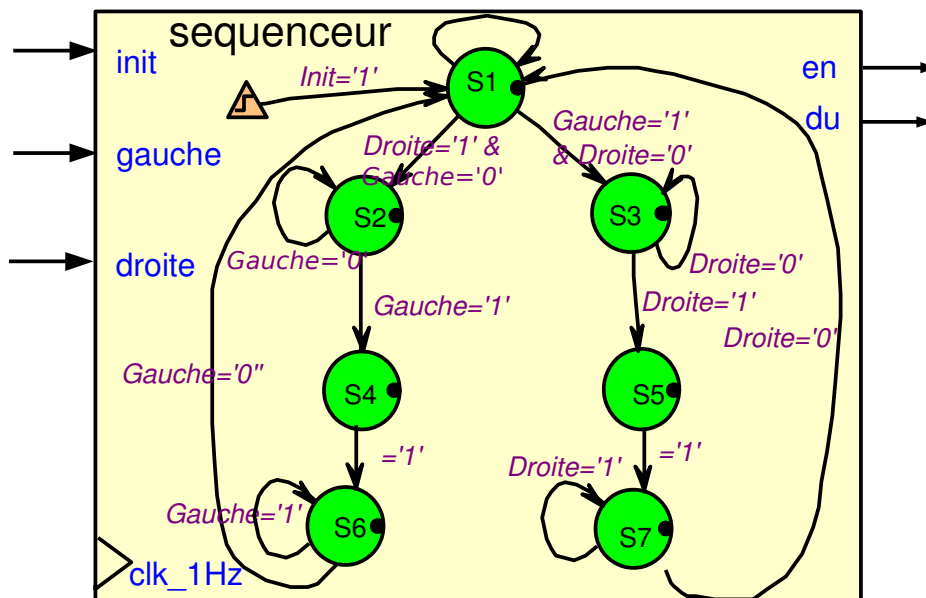 sequenceur
init
en
Init='1'
S1
du
Gauche='1'
& Droite='0'
Droite='1' &
Gauche='0'
gauche
S2
S3
Gauche='0'
droite
Droite='0'
Gauche='1'
Droite='1'
Droite='0'
Gauche='0"
S4
S5
='1'
='1'
Droite='1'
Gauche='1'
S6
S7
clk_1Hz